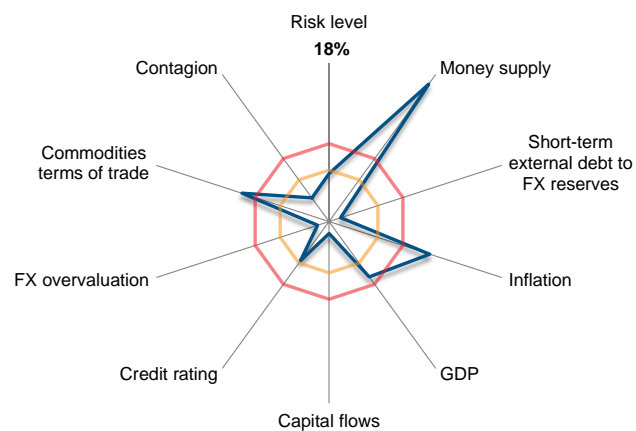 Risk level
18%
Contagion
Money supply
Commodities
terms of trade
Short-term
external debt to
FX reserves
FX overvaluation
Inflation
Credit rating
GDP
Capital flows